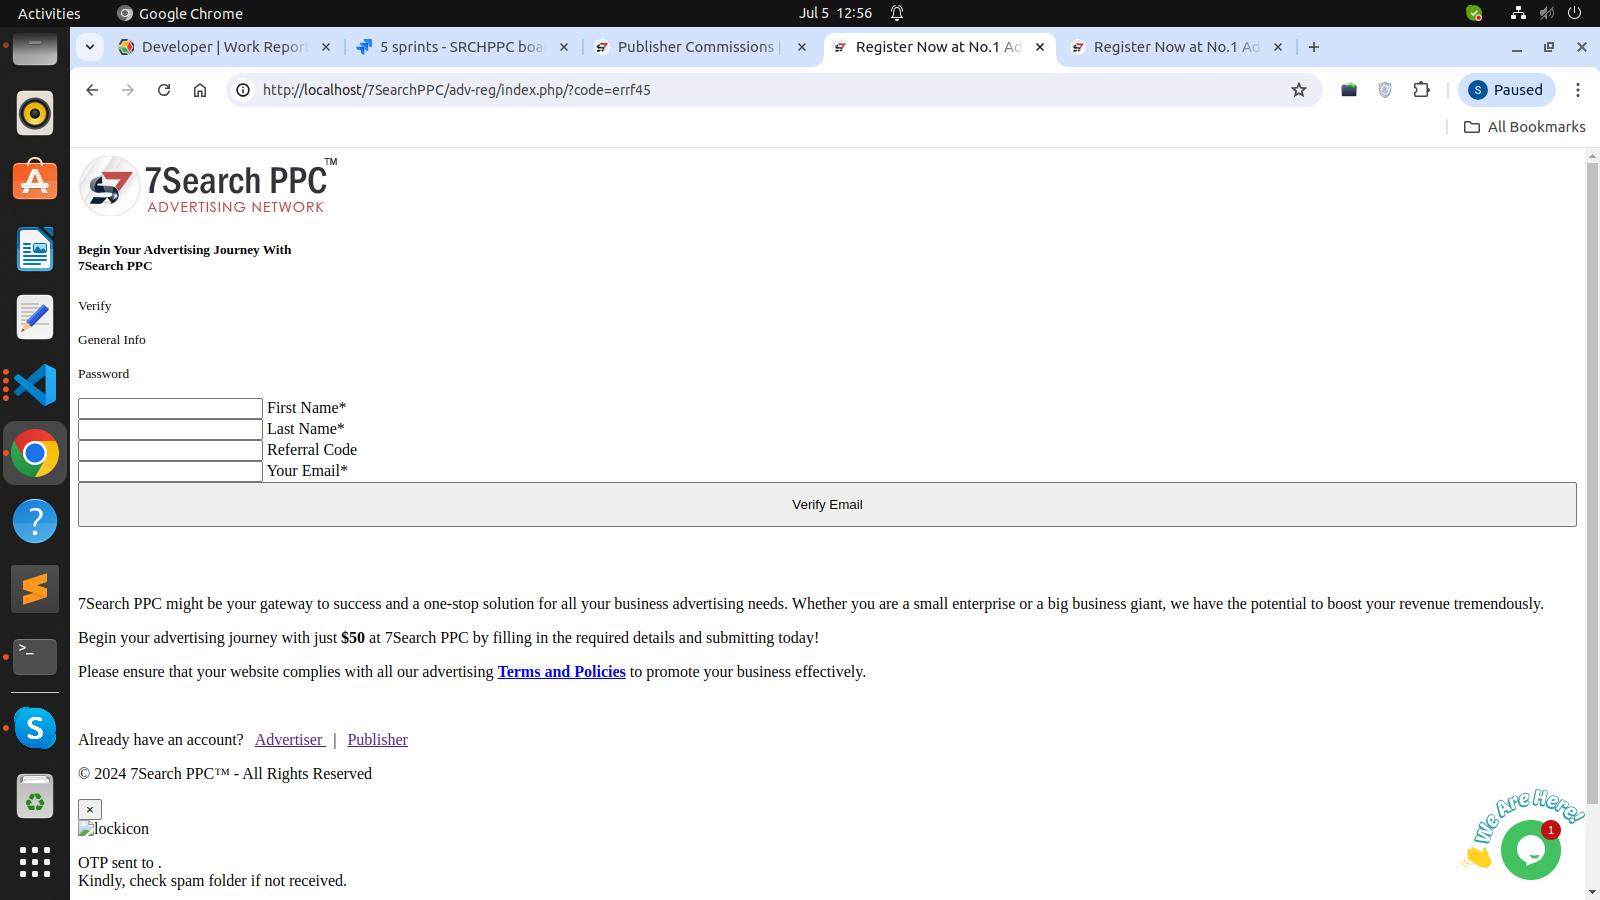 Activities
Google Chrome
Jul 5 12:56
Developer | Work Report
5 sprints - SRCHPPC boa
Publisher Commissions |
Register Now at No.1 Ad
Register Now at No.1 Ad
http://localhost/7SearchPPC/adv-reg/index.php/?code=errf45
S
Paused
All Bookmarks
7Search PPC™
ADVERTISING NETWORK
Begin Your Advertising Journey With
7Search PPC
Verify
General Info
Password
First Name*
Last Name*
Referral Code
Your Email*
Verify Email
7Search PPC might be your gateway to success and a one-stop solution for all your business advertising needs. Whether you are a small enterprise or a big business giant, we have the potential to boost your revenue tremendously.
Begin your advertising journey with just $50 at 7Search PPC by filling in the required details and submitting today!
Please ensure that your website complies with all our advertising Terms and Policies to promote your business effectively.
Already have an account? Advertiser | Publisher
© 2024 7Search PPC™ - All Rights Reserved
×
lockicon
OTP sent to .
Kindly, check spam folder if not received.
We Are Here!
1